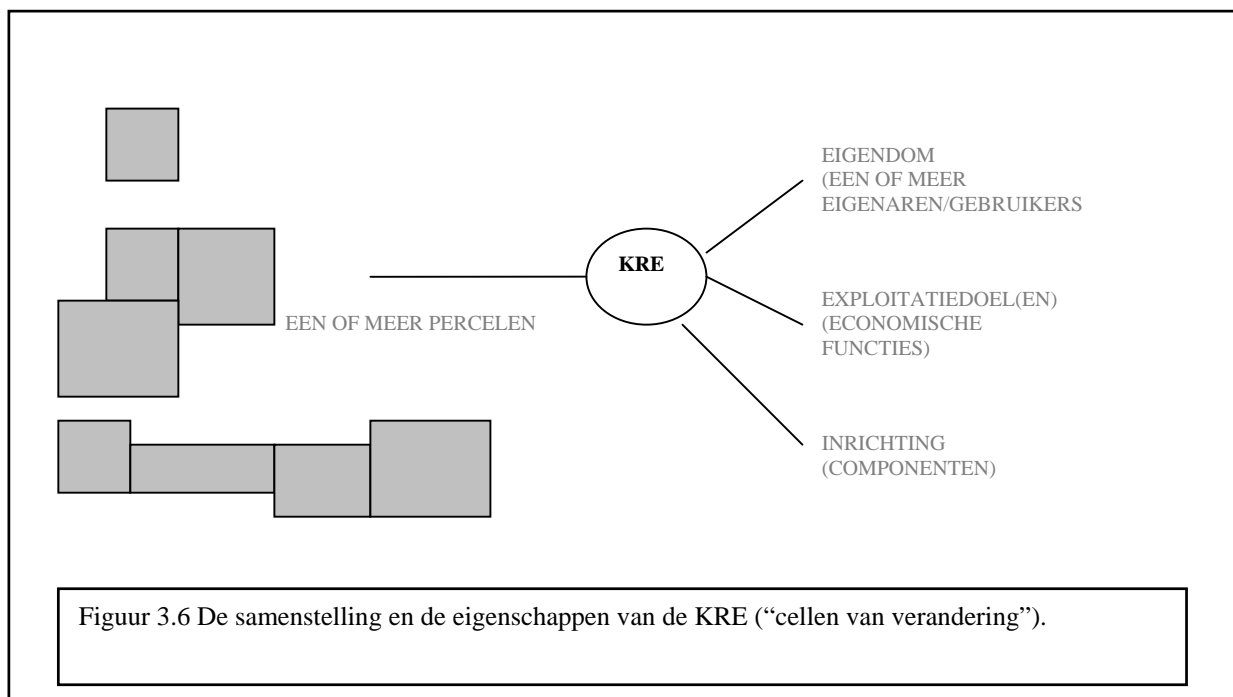 EIGENDOM
(EEN OF MEER
EIGENAREN/GEBRUIKERS
KRE
EEN OF MEER PERCELEN
EXPLOITATIEDOEL(EN)
(ECONOMISCHE
FUNCTIES)
INRICHTING
(COMPONENTEN)
Figuur 3.6 De samenstelling en de eigenschappen van de KRE (“cellen van verandering”).